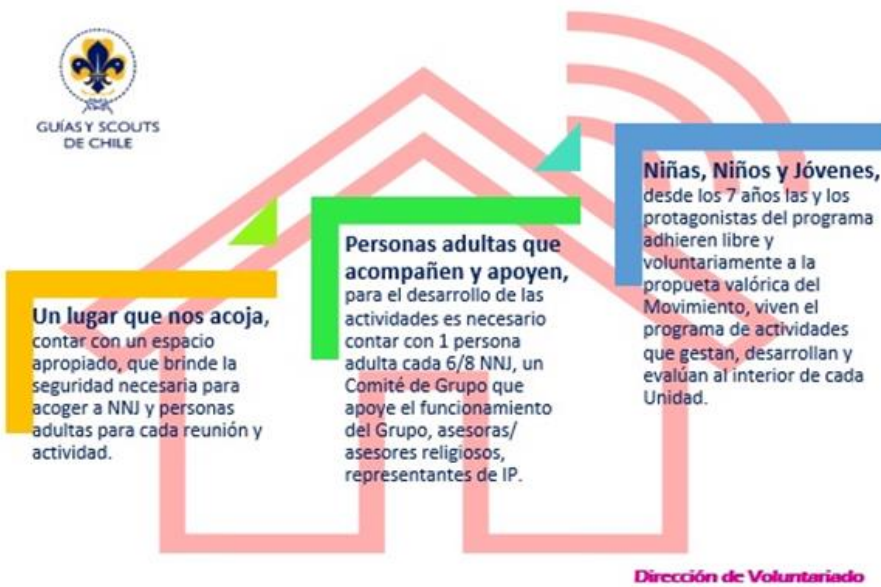 GUÍAS Y SCOUTS
DE CHILE
Un lugar que nos acoja,
contar con un espacio
apropiado, que brinde la
seguridad necesaria para
acoger a NNJ y personas
adultas para cada reunión y
actividad.
Personas adultas que
acompañen y apoyen,
para el desarrollo de las
actividades es necesario
contar con 1 persona
adulta cada 6/8 NNJ, un
Comité de Grupo que
apoye el funcionamiento
del Grupo, asesoras/
asesores religiosos,
representantes de IP.
Niñas, Niños y Jóvenes,
desde los 7 años las y los
protagonistas del programa
adhieren libre y
voluntariamente a la
propueta valórica del
Movimiento, viven el
programa de actividades
que gestan, desarrollan y
evalúan al interior de cada
Unidad.
Dirección de Voluntariado